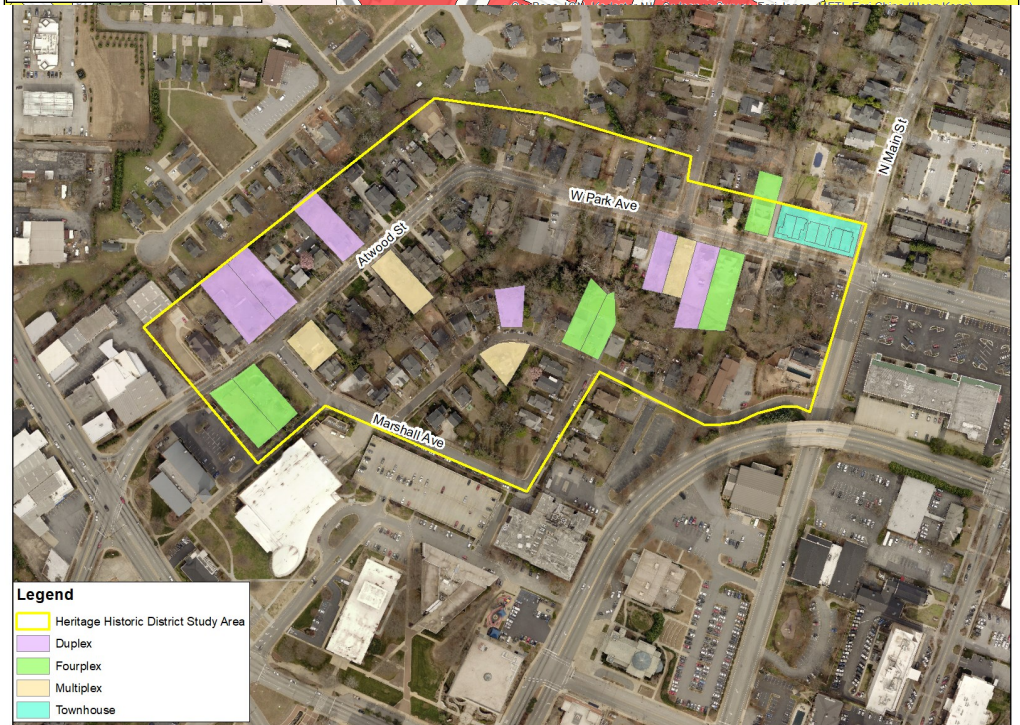 N Main St
W Park Ave
Atwood St
Marshall Ave
Legend
Heritage Historic District Study Area
Duplex
Fourplex
Multiplex
Townhouse